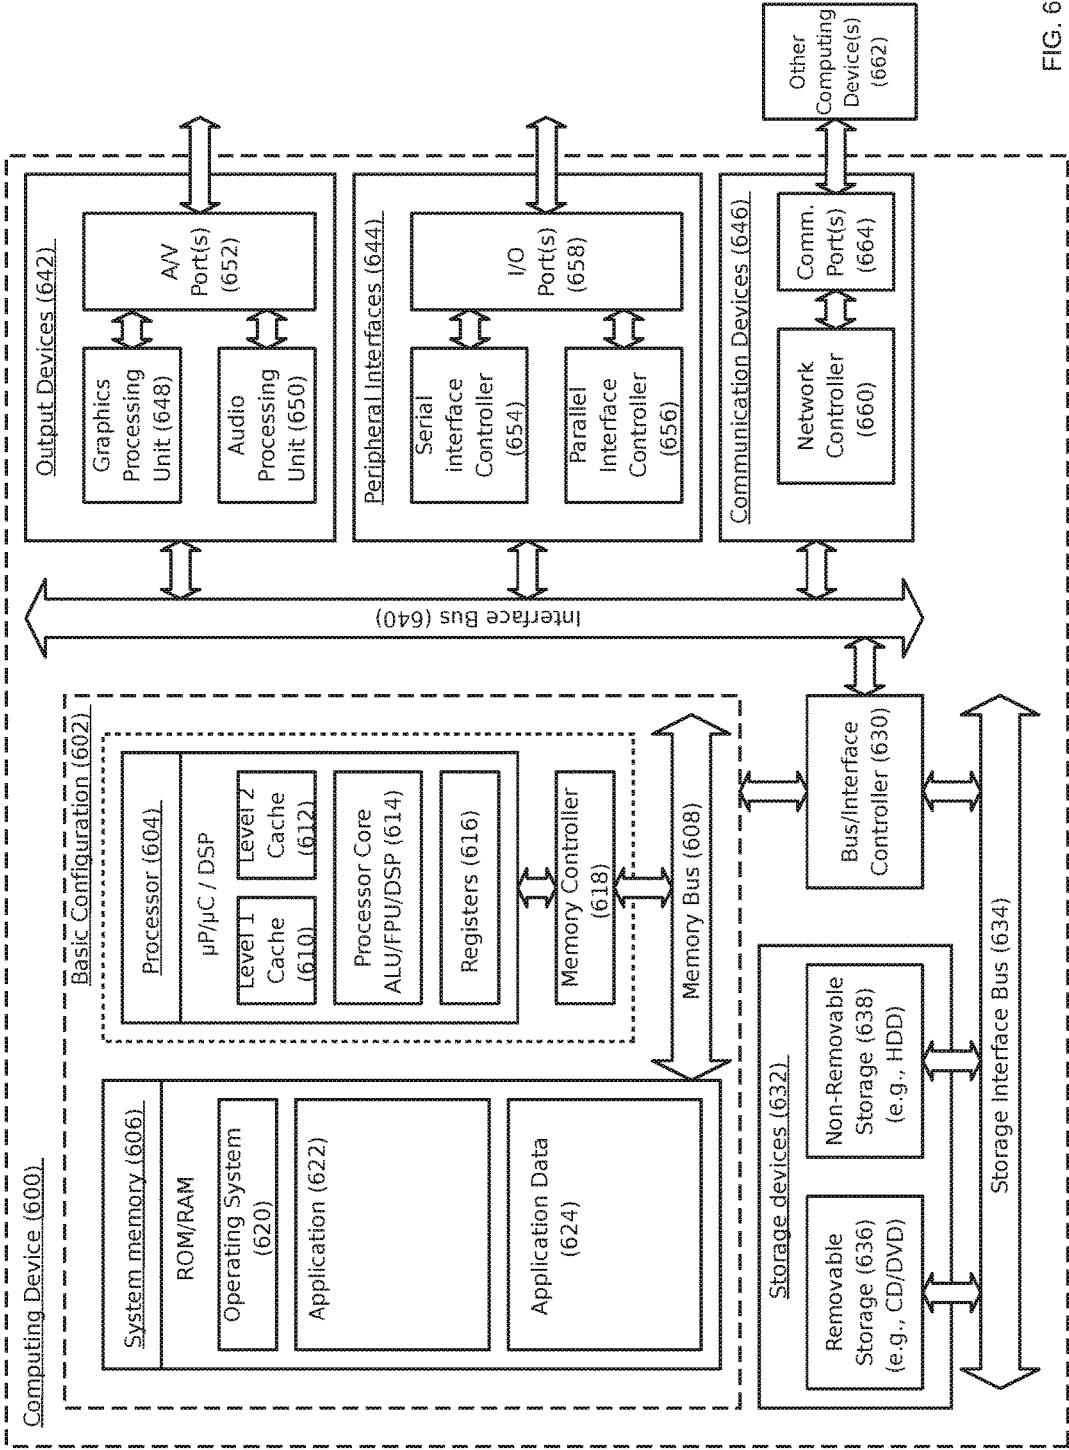 Computing Device (600)
Basic Configuration (602)
System memory (606)
ROM/RAM
Operating System
(620)
Application (622)
Application Data
(624)
Processor (604)
µP/µC / DSP
Level 1
Cache
(610)
Level 2
Cache
(612)
Processor Core
ALU/FPU/DSP (614)
Registers (616)
Memory Controller
(618)
Memory Bus (608)
Storage devices (632)
Removable
Storage (636)
(e.g., CD/DVD)
Non-Removable
Storage (638)
(e.g., HDD)
Storage Interface Bus (634)
Bus/Interface
Controller (630)
Interface Bus (640)
Output Devices (642)
Graphics
Processing
Unit (648)
Audio
Processing
Unit (650)
A/V
Port(s)
(652)
Peripheral Interfaces (644)
Serial
interface
Controller
(654)
Parallel
Interface
Controller
(656)
I/O
Port(s)
(658)
Communication Devices (646)
Network
Controller
(660)
Comm.
Port(s)
(664)
Other
Computing
Device(s)
(662)
FIG. 6